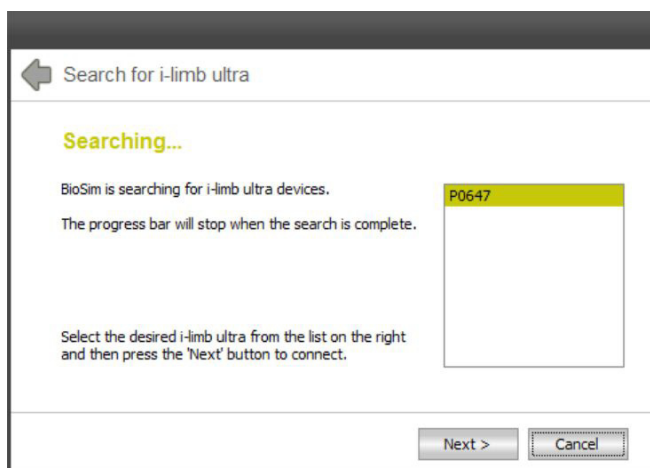 Search for i-limb ultra
Searching...
BioSim is searching for i-limb ultra devices.
The progress bar will stop when the search is complete.
P0647
Select the desired i-limb ultra from the list on the right
and then press the 'Next' button to connect.
Next >
Cancel